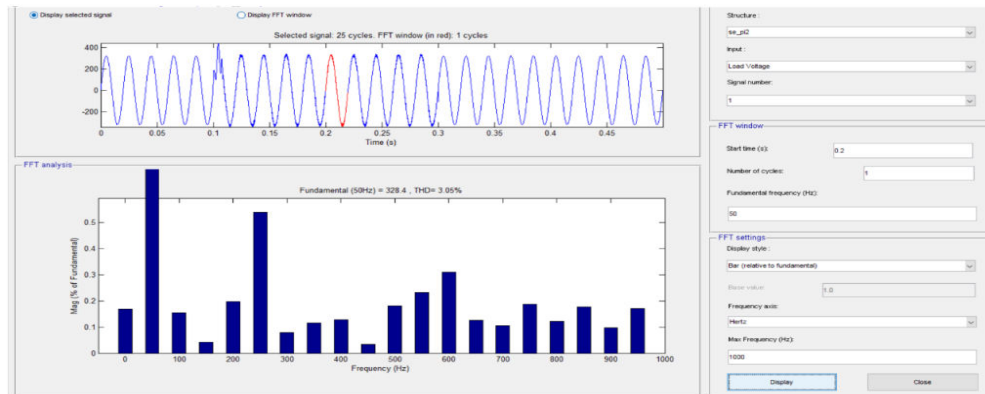 Display selected signal
Display FFT window
Selected signal: 25 cycles. FFT window (in red): 1 cycles
400
200
0
-200
0
0.05
0.1
0.15
0.2
0.25
0.3
0.35
0.4
0.45
Time (s)
FFT analysis
Fundamental (50Hz) = 328.4 , THD= 3.05%
Mag (% of Fundamental)
0.5
0.4
0.3
0.2
0.1
0
0
100
200
300
400
500
600
700
800
900
1000
Frequency (Hz)
Structure :
Input :
Load Voltage
Signal number:
1
FFT window
Start time (s):
0.2
Number of cycles:
1
Fundamental frequency (Hz):
50
FFT settings
Display style :
Bar (relative to fundamental)
Base value:
1.0
Frequency axis:
Hertz
Max Frequency (Hz):
1000
Display
Close